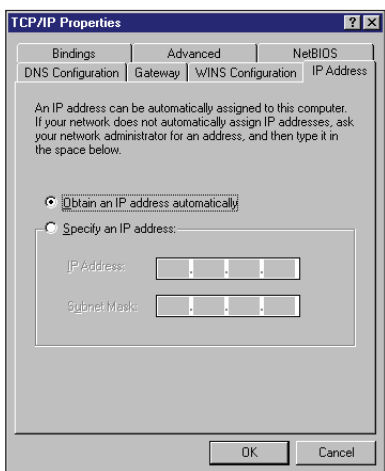 TCP/IP Properties
Bindings Advanced NetBIOS
DNS Configuration Gateway WINS Configuration IP Address
An IP address can be automatically assigned to this computer.
If your network does not automatically assign IP addresses, ask
your network administrator for an address, and then type it in
the space below.
Obtain an IP address automatically
Specify an IP address:
IP Address:
Subnet Mask:
OK Cancel